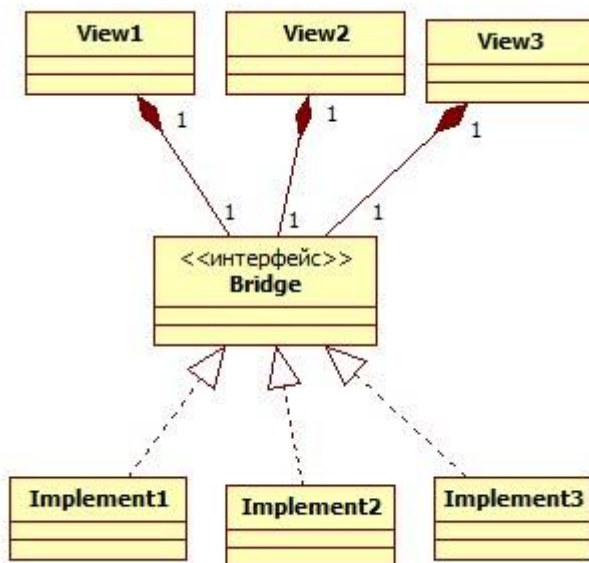 View1
View2
View3
1
1
1
1
1
1
<<интерфейс>>
Bridge
Implement1
Implement2
Implement3